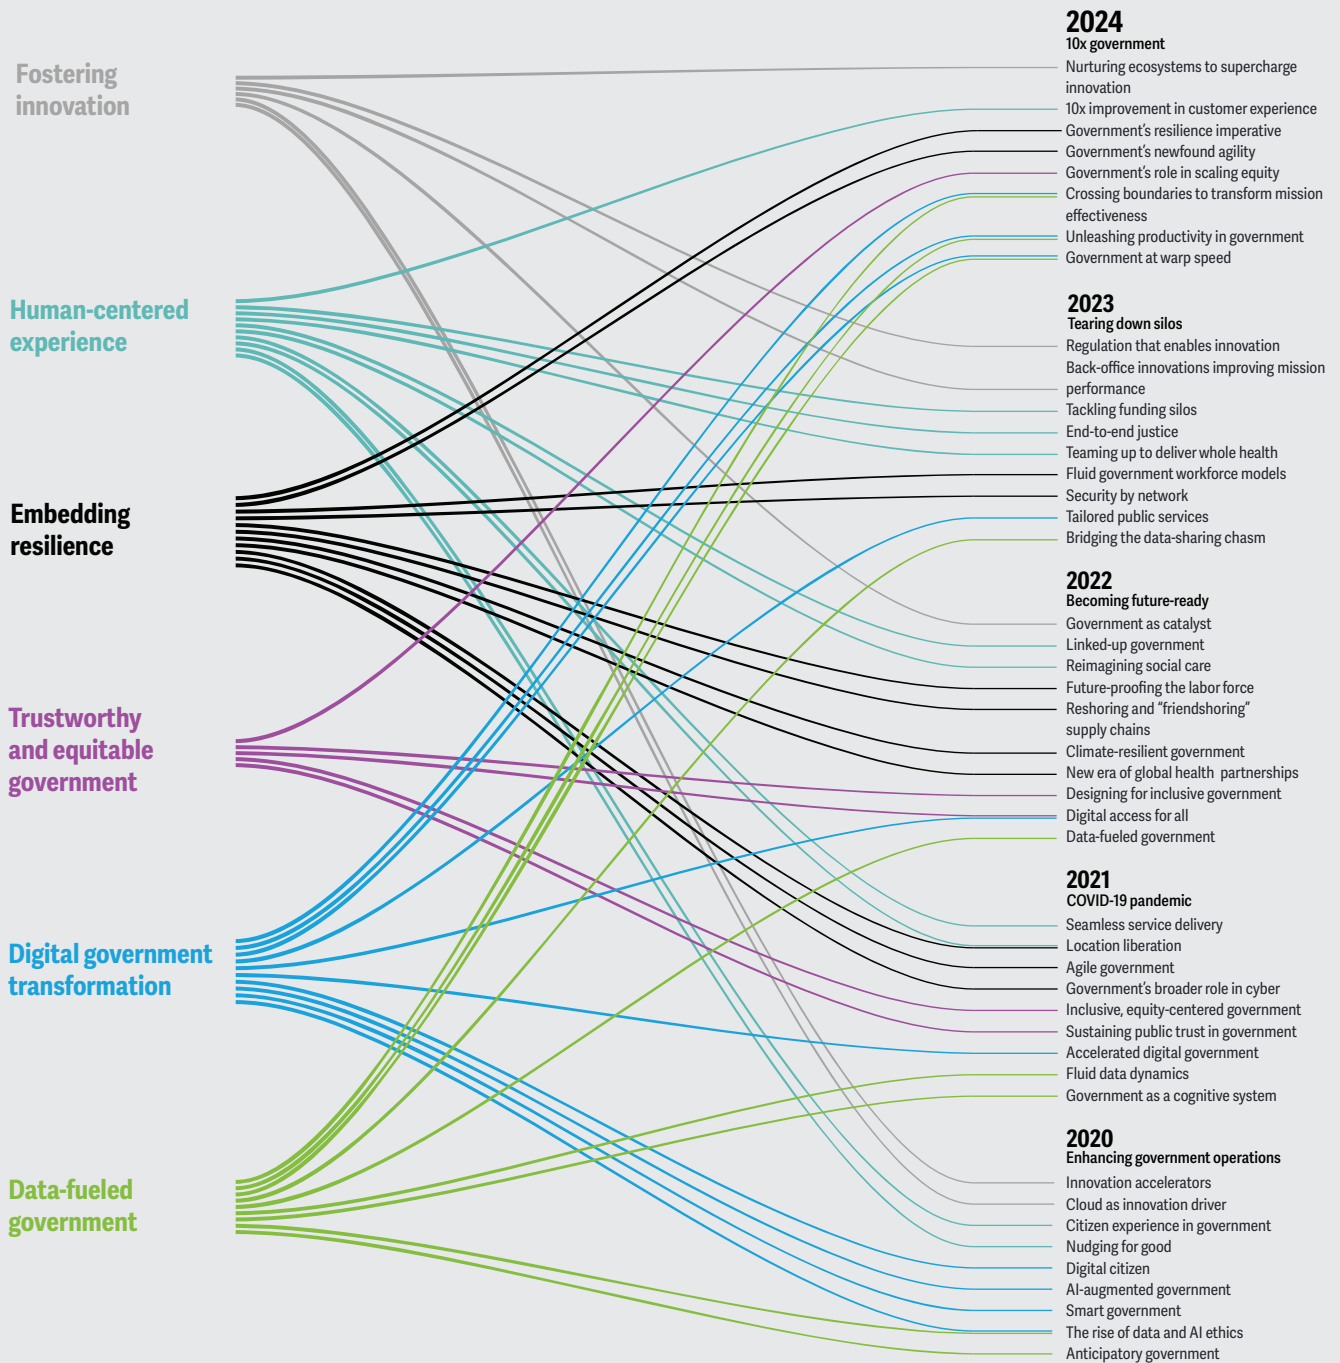 Fostering
innovation
Human-centered
experience
Embedding
resilience
Trustworthy
and equitable
government
Digital government
transformation
Data-fueled
government
2024
10x government
Nurturing ecosystems to supercharge
innovation
10x improvement in customer experience
Government’s resilience imperative
Government’s newfound agility
Government’s role in scaling equity
Crossing boundaries to transform mission
effectiveness
Unleashing productivity in government
Government at warp speed
2023
Tearing down silos
Regulation that enables innovation
Back-office innovations improving mission
performance
Tackling funding silos
End-to-end justice
Teaming up to deliver whole health
Fluid government workforce models
Security by network
Tailored public services
Bridging the data-sharing chasm
2022
Becoming future-ready
Government as catalyst
Linked-up government
Reimagining social care
Future-proofing the labor force
Reshoring and “friendshoring”
supply chains
Climate-resilient government
New era of global health partnerships
Designing for inclusive government
Digital access for all
Data-fueled government
2021
COVID-19 pandemic
Seamless service delivery
Location liberation
Agile government
Government’s broader role in cyber
Inclusive, equity-centered government
Sustaining public trust in government
Accelerated digital government
Fluid data dynamics
Government as a cognitive system
2020
Enhancing government operations
Innovation accelerators
Cloud as innovation driver
Citizen experience in government
Nudging for good
Digital citizen
AI-augmented government
Smart government
The rise of data and AI ethics
Anticipatory government